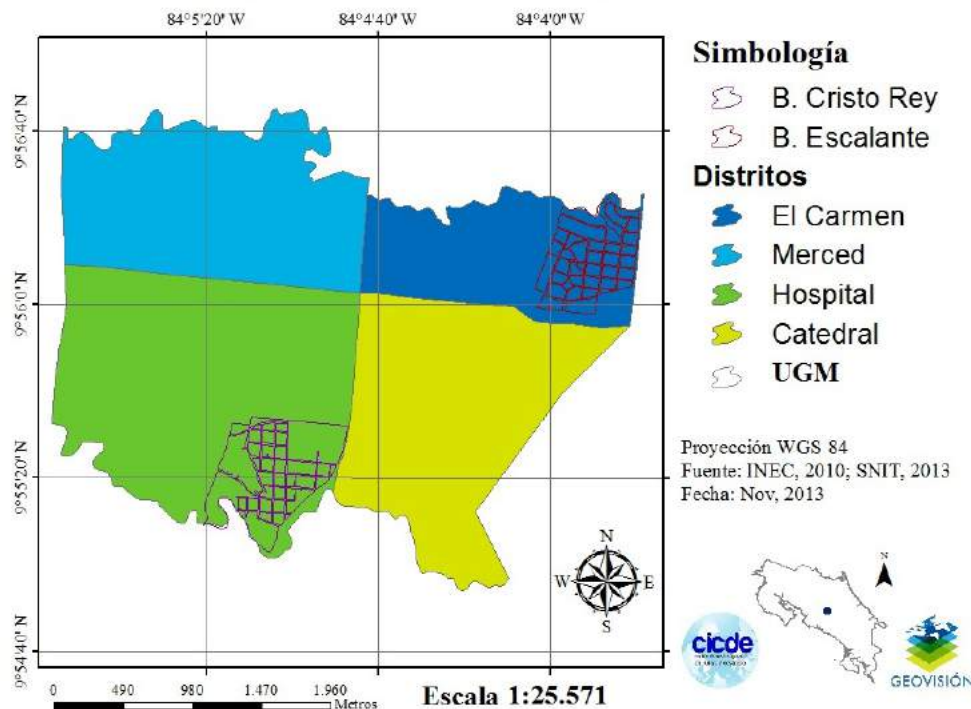 84°5'20" W
84°4'40" W
84°4'0" W
9°56'40" N
9°56'0" N
9°55'20" N
9°54'40" N
N
W
E
S
0
490
980
1.470
1.960
Metros
Escala 1:25.571
Simbología
B. Cristo Rey
B. Escalante
Distritos
El Carmen
Merced
Hospital
Catedral
UGM
Proyección WGS 84
Fuente: INEC, 2010; SNIT, 2013
Fecha: Nov, 2013
N
cicde
GEOVISIÓN